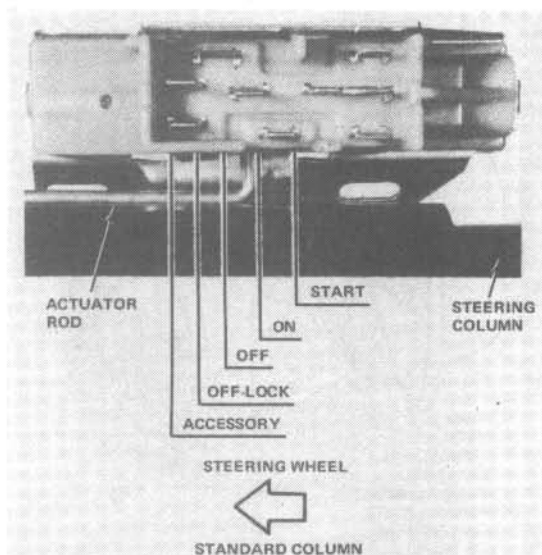 START
ACTUATOR
ROD
STEERING
COLUMN
ON
OFF
OFF-LOCK
ACCESSORY
STEERING WHEEL
STANDARD COLUMN